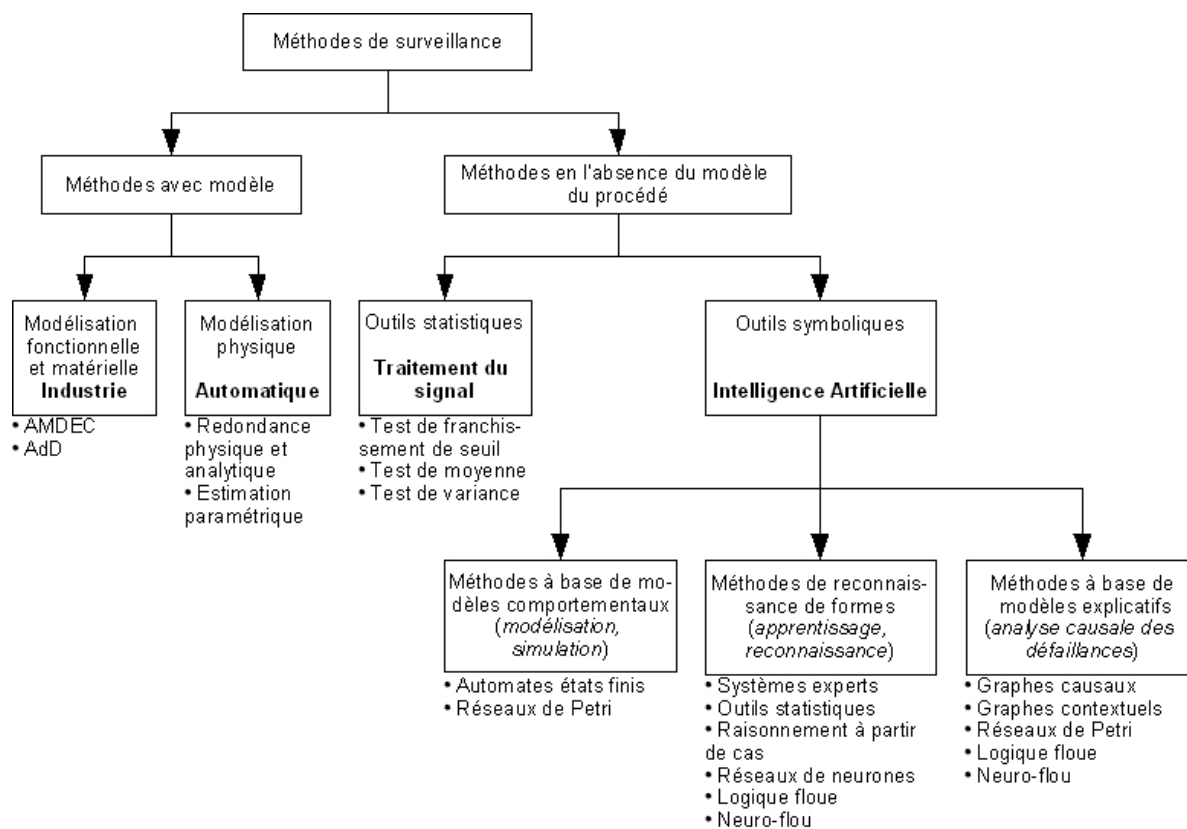 Méthodes de surveillance
Méthodes avec modèle
Méthodes en l'absence du modèle
du procédé
Modélisation
fonctionnelle
et matérielle
Industrie
• AMDEC
• AdD
Modélisation
physique
Automatique
• Redondance
physique et
analytique
• Estimation
paramétrique
Outils statistiques
Traitement du
signal
• Test de franchis-
sement de seuil
• Test de moyenne
• Test de variance
Outils symboliques
Intelligence Artificielle
Méthodes à base de mo-
dèles comportementaux
(modélisation,
simulation)
• Automates états finis
• Réseaux de Petri
Méthodes de reconnais-
sance de formes
(apprentissage,
reconnaissance)
• Systèmes experts
• Outils statistiques
• Raisonnement à partir
de cas
• Réseaux de neurones
• Logique floue
• Neuro-flou
Méthodes à base de
modèles explicatifs
(analyse causale des
défaillances)
• Graphes causaux
• Graphes contextuels
• Réseaux de Petri
• Logique floue
• Neuro-flou